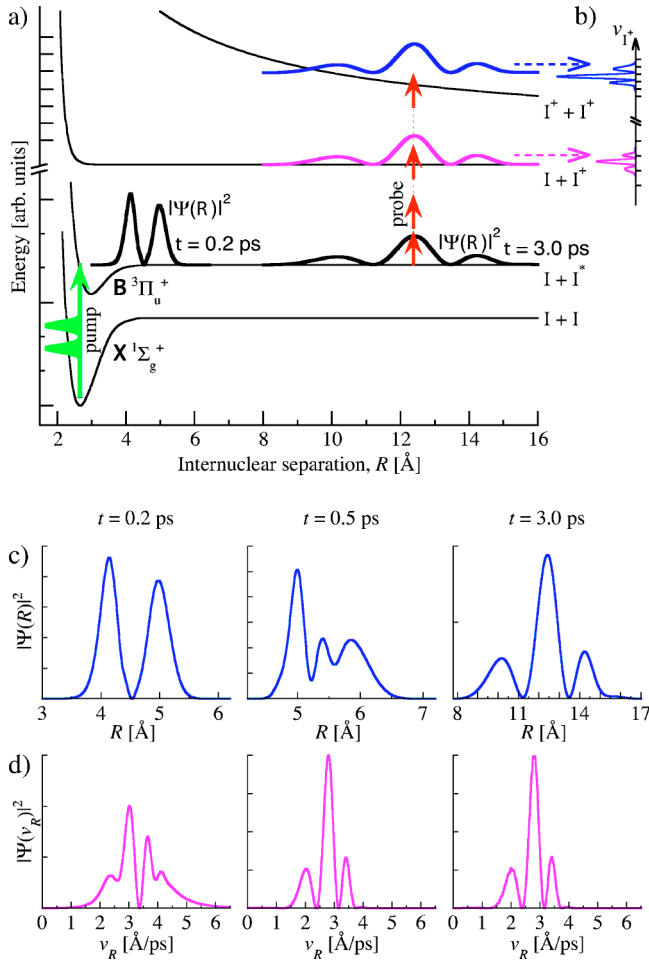 a)
b)
v_I⁺
I⁺ + I⁺
I + I⁺
Energy [arb. units]
|Ψ(R)|²
t = 0.2 ps
probe
|Ψ(R)|²
t = 3.0 ps
I + I*
B ³Πᵤ⁺
pump
I + I
X ¹Σg⁺
2 4 6 8 10 12 14 16
Internuclear separation, R [Å]
t = 0.2 ps t = 0.5 ps t = 3.0 ps
c)
|Ψ(R)|²
3 4 5 6 5 6 7 8 11 14 17
R [Å] R [Å] R [Å]
d)
|Ψ(v_R)|²
0 1 2 3 4 5 6 0 1 2 3 4 5 6 0 1 2 3 4 5 6
v_R [Å/ps] v_R [Å/ps] v_R [Å/ps]